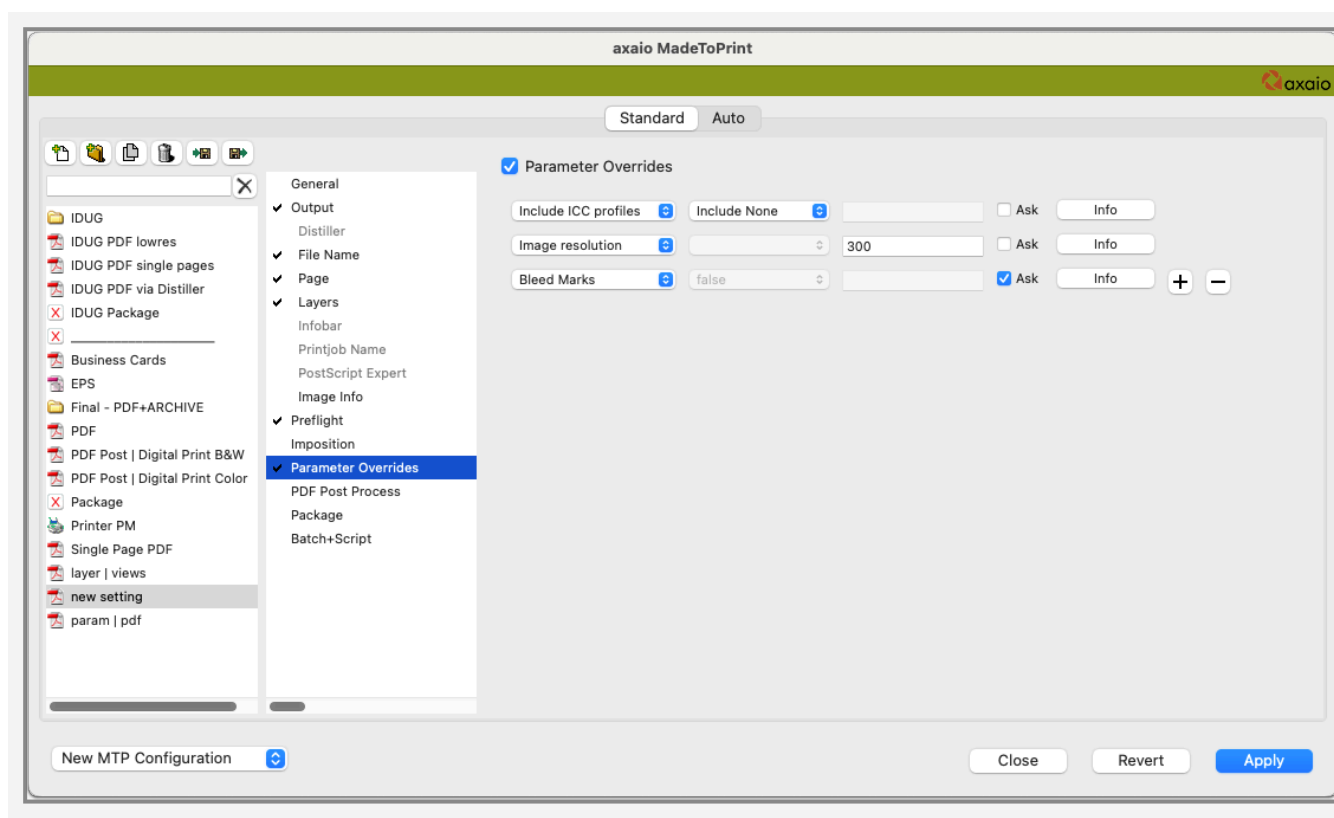 axaio MadeToPrint
axaio
Standard Auto
IDUG
IDUG PDF lowres
IDUG PDF single pages
IDUG PDF via Distiller
IDUG Package
____________________
Business Cards
EPS
Final - PDF+ARCHIVE
PDF
PDF Post | Digital Print B&W
PDF Post | Digital Print Color
Package
Printer PM
Single Page PDF
layer | views
new setting
param | pdf
General
Output
Distiller
File Name
Page
Layers
Infobar
Printjob Name
PostScript Expert
Image Info
Preflight
Imposition
Parameter Overrides
PDF Post Process
Package
Batch+Script
Parameter Overrides
Include ICC profiles Include None Ask Info
Image resolution 300 Ask Info
Bleed Marks false Ask Info + −
New MTP Configuration
Close Revert Apply